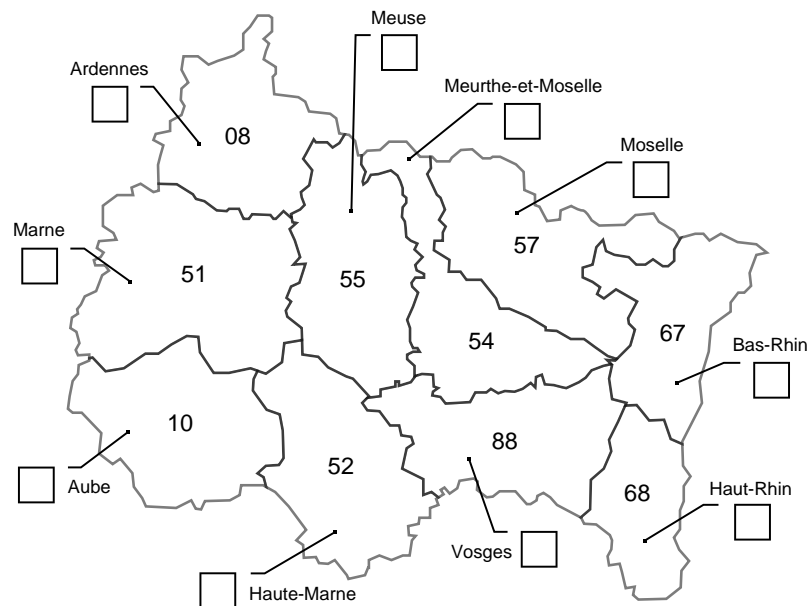 Meuse
Ardennes
Meurthe-et-Moselle
08
Moselle
Marne
57
51
55
54
67
Bas-Rhin
10
88
52
Aube
68
Haut-Rhin
Vosges
Haute-Marne